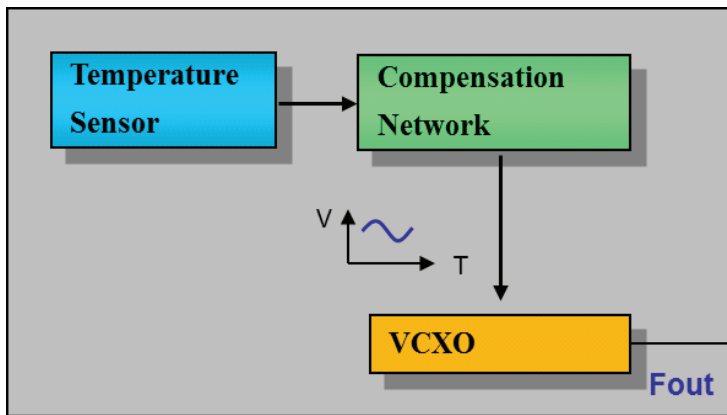 Temperature
Sensor
Compensation
Network
V
T
VCXO
Fout